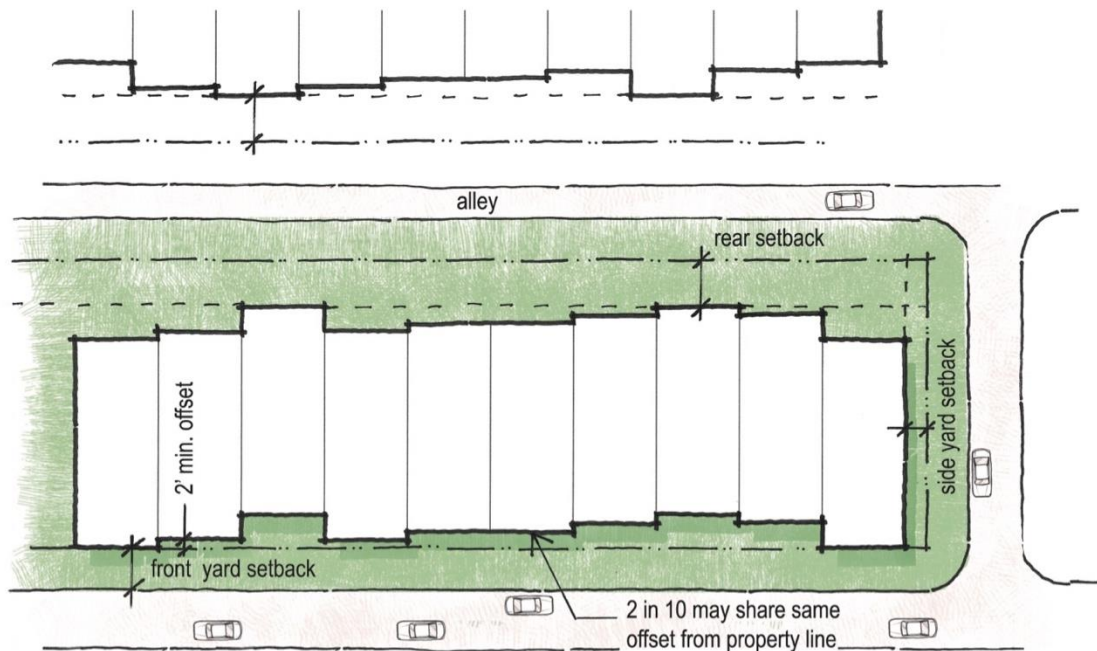 alley
rear setback
side yard setback
2' min. offset
front yard setback
2 in 10 may share same
offset from property line